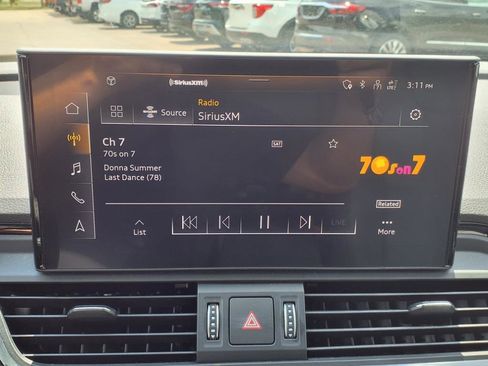 ((SiriusXM))
LTE
3:11 PM
Source
Radio
SiriusXM
Ch 7
70s on 7
SAT
Donna Summer
Last Dance (78)
70s on 7
Related
List
LIVE
More